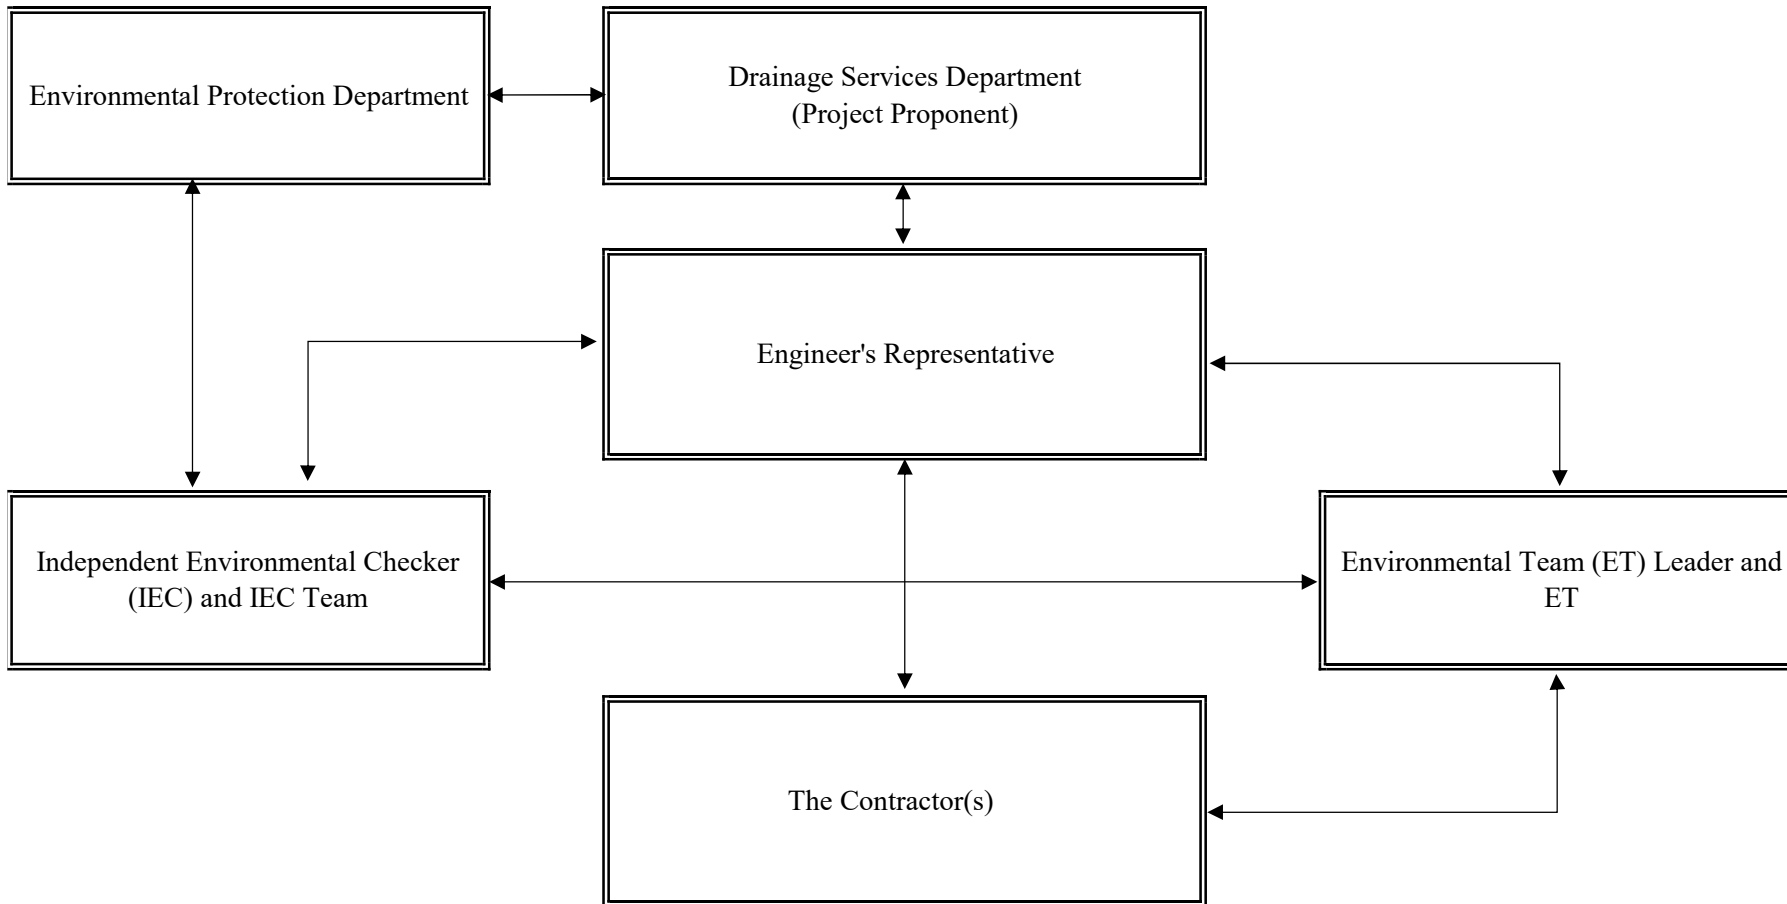 Environmental Protection Department
Drainage Services Department
(Project Proponent)
Engineer's Representative
Independent Environmental Checker
(IEC) and IEC Team
Environmental Team (ET) Leader and
ET
The Contractor(s)